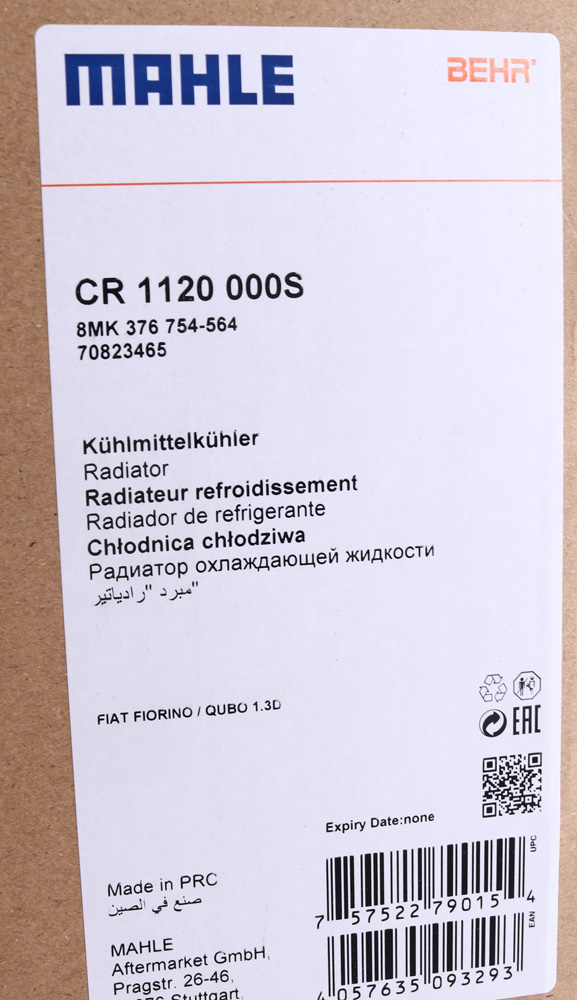 MAHLE
BEHR®
CR 1120 000S
8MK 376 754-564
70823465
Kühlmittelkühler
Radiator
Radiateur refroidissement
Radiador de refrigerante
Chłodnica chłodziwa
Радиатор охлаждающей жидкости
مبرد "رادياتير"
FIAT FIORINO / QUBO 1.3D
EAC
Expiry Date:none
UPC
7 57522 79015 4
Made in PRC
صنع في الصين
EAN
4 057635 093293
MAHLE
Aftermarket GmbH,
Pragstr. 26-46,
Stuttgart,